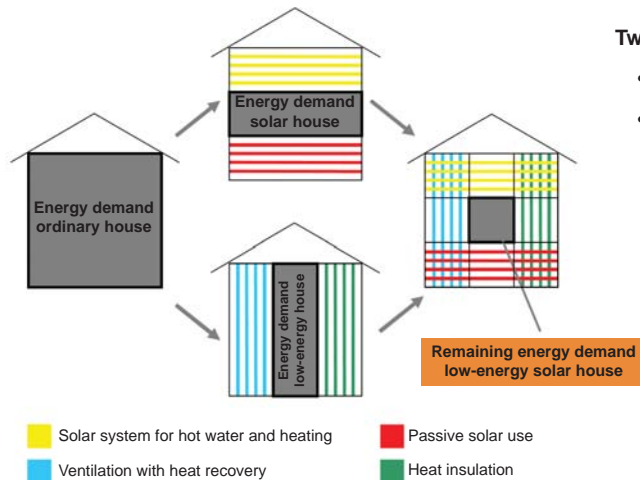 Tw
Energy demand
solar house
Energy demand
ordinary house
Energy demand
low-energy house
Remaining energy demand
low-energy solar house
Solar system for hot water and heating
Passive solar use
Ventilation with heat recovery
Heat insulation